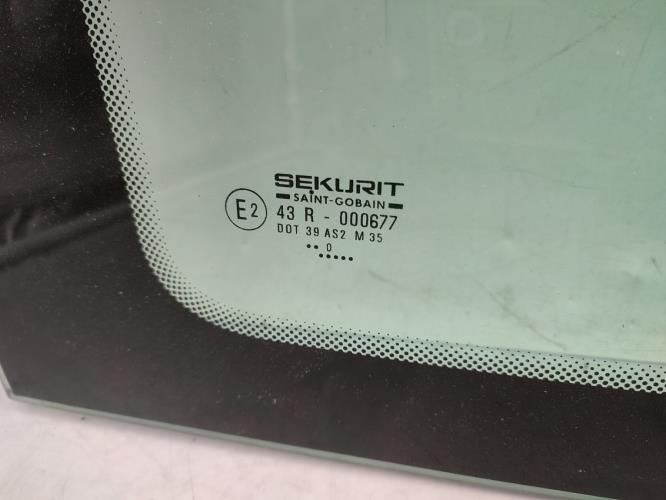 SEKURIT
SAINT-GOBAIN
E2 43 R - 000677
DOT 39 AS2 M 35
.. 0
.....